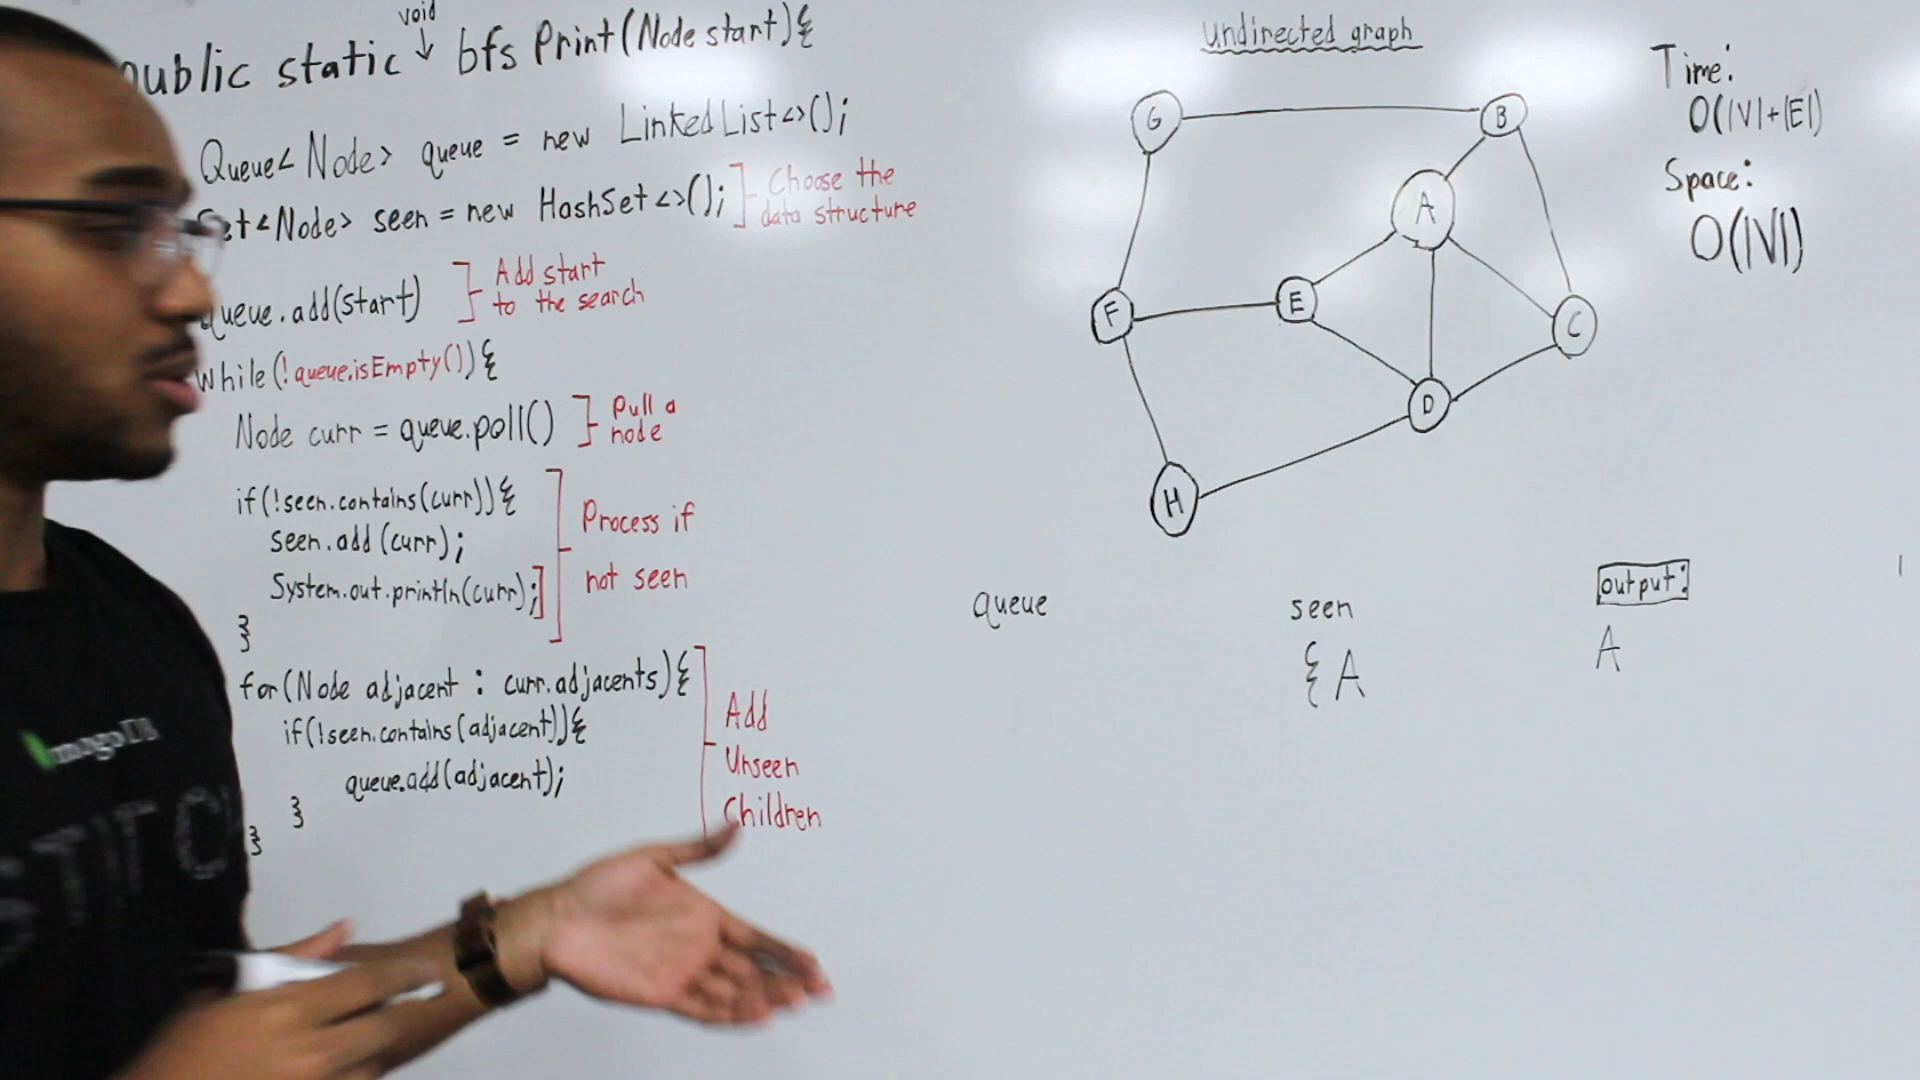 void
public static ↓ bfs Print(Node start){
Queue<Node> queue = new LinkedList<>();
Set<Node> seen = new HashSet<>();
Choose the
data structure
queue.add(start)
Add start
to the search
while(!queue.isEmpty()){
Node curr = queue.poll()
Pull a
node
if(!seen.contains(curr)){
seen.add(curr);
System.out.println(curr);
}
Process if
not seen
for(Node adjacent : curr.adjacents){
if(!seen.contains(adjacent)){
queue.add(adjacent);
}
}
Add
Unseen
Children
Undirected graph
G
B
A
F
E
C
D
H
Time:
O(|V|+|E|)
Space:
O(|V|)
queue
seen
{A
output:
A
mongoDB